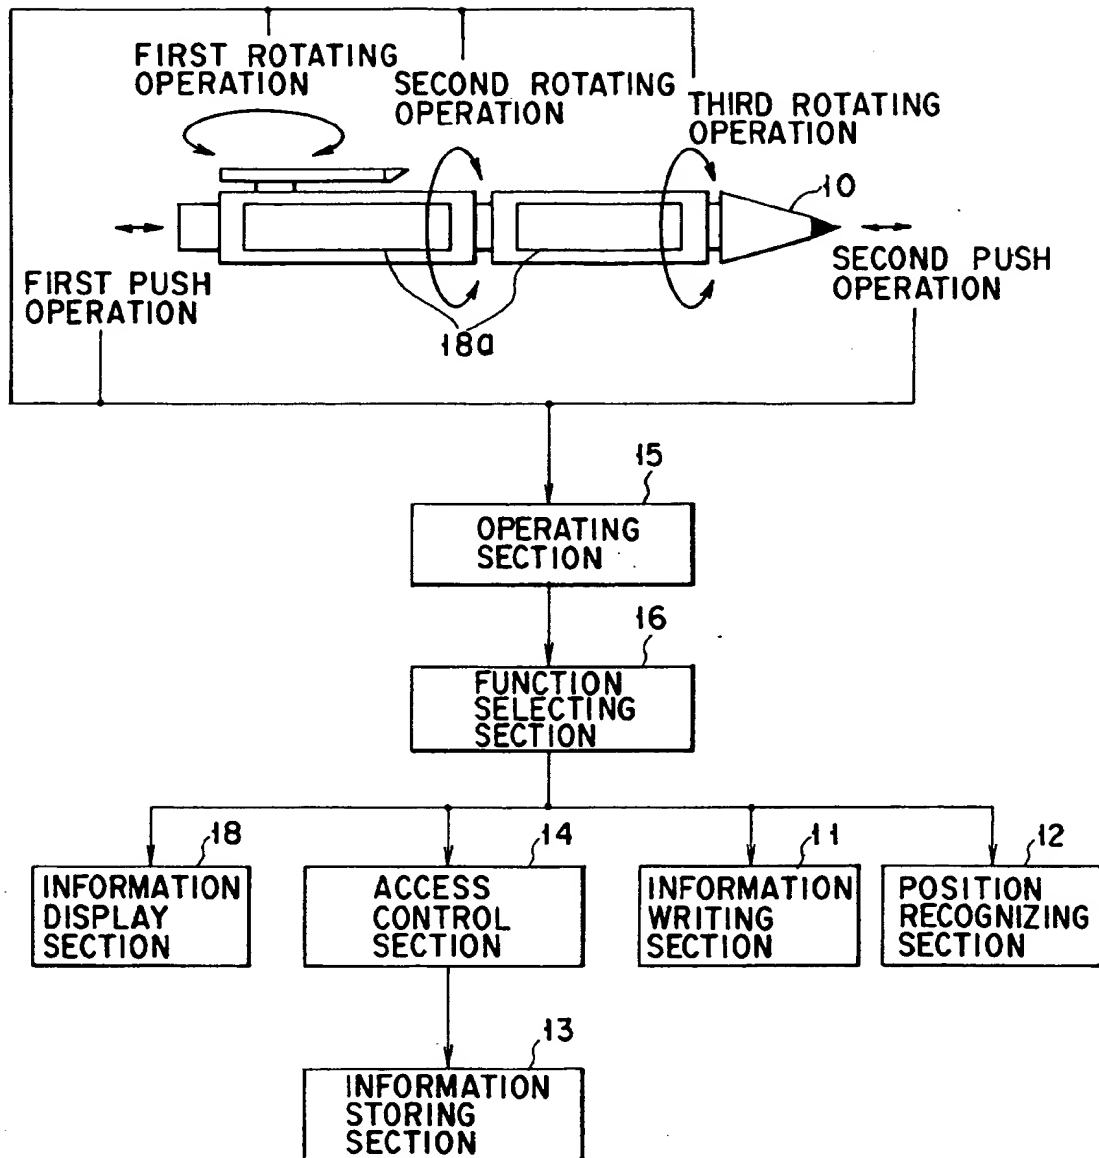 FIRST ROTATING
OPERATION
SECOND ROTATING
OPERATION
THIRD ROTATING
OPERATION
10
FIRST PUSH
OPERATION
18a
SECOND PUSH
OPERATION
15
OPERATING
SECTION
16
FUNCTION
SELECTING
SECTION
18
INFORMATION
DISPLAY
SECTION
14
ACCESS
CONTROL
SECTION
11
INFORMATION
WRITING
SECTION
12
POSITION
RECOGNIZING
SECTION
13
INFORMATION
STORING
SECTION